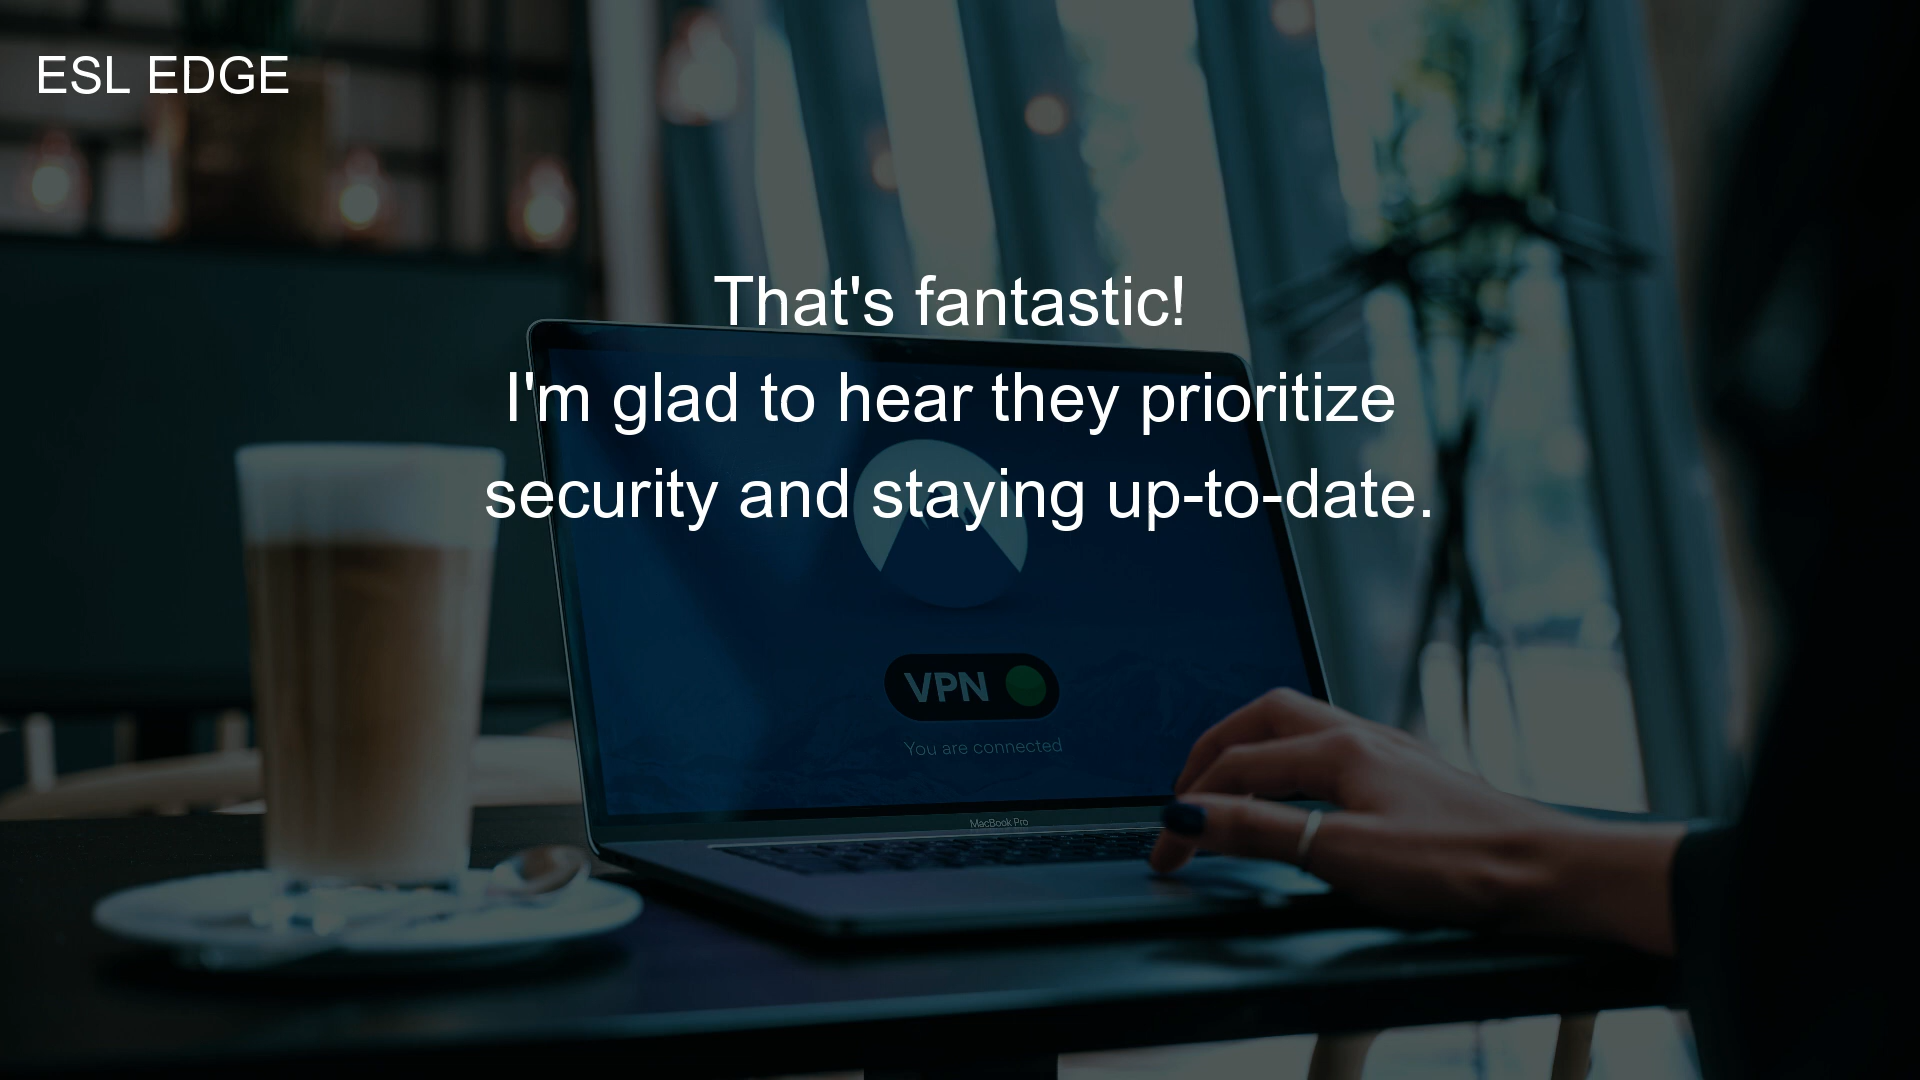 ESL EDGE
That's fantastic!
I'm glad to hear they prioritize
security and staying up-to-date.
VPN
You are connected
MacBook Pro